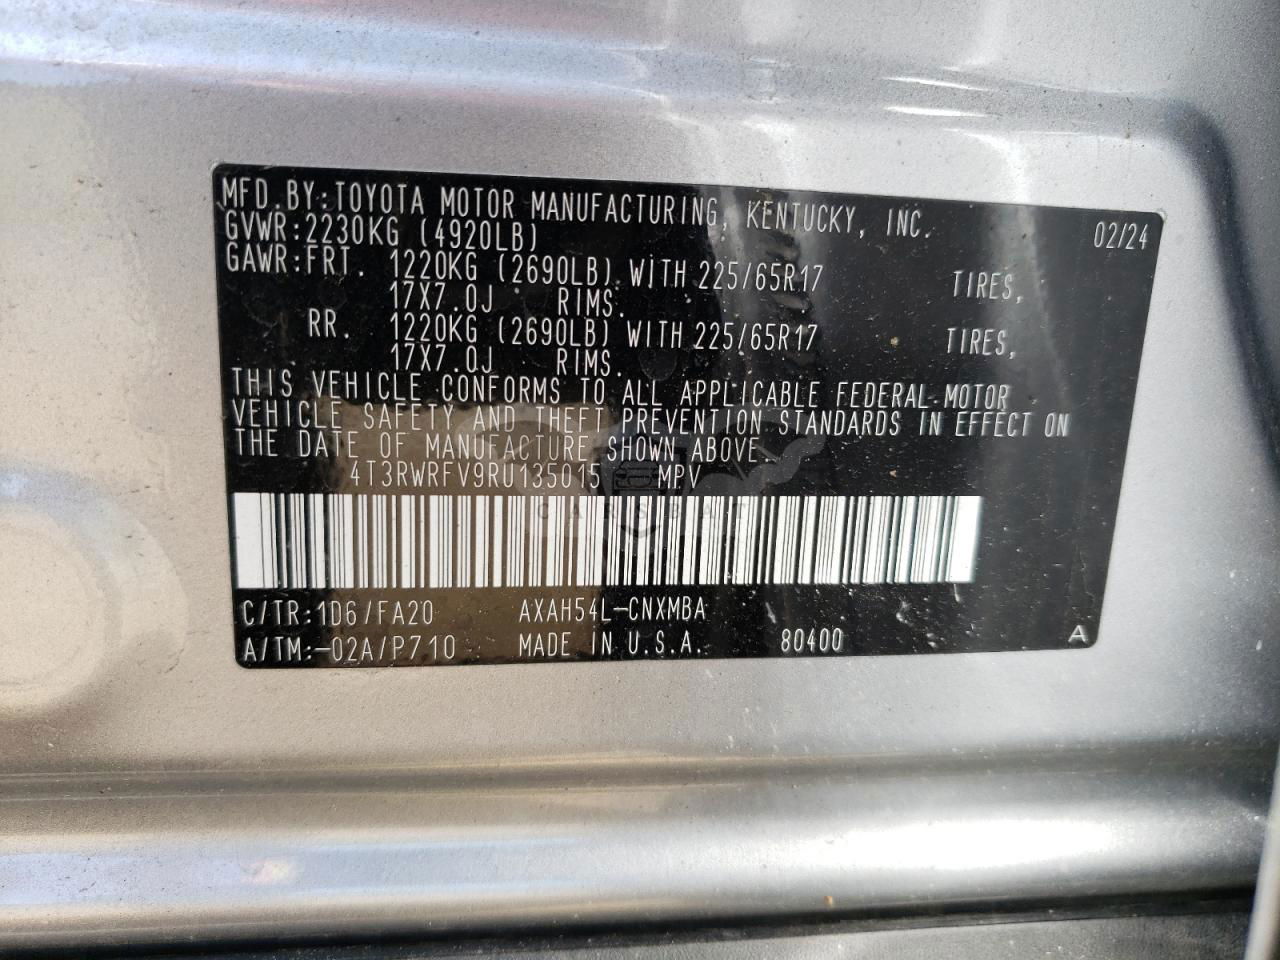 MFD.BY:TOYOTA MOTOR MANUFACTURING, KENTUCKY, INC. 02/24
GVWR:2230KG (4920LB)
GAWR:FRT. 1220KG (2690LB) WITH 225/65R17 TIRES,
17X7.0J RIMS.
RR. 1220KG (2690LB) WITH 225/65R17 TIRES,
17X7.0J RIMS.
THIS VEHICLE CONFORMS TO ALL APPLICABLE FEDERAL MOTOR
VEHICLE SAFETY AND THEFT PREVENTION STANDARDS IN EFFECT ON
THE DATE OF MANUFACTURE SHOWN ABOVE.
4T3RWRFV9RU135015 MPV
CARSBAT
C/TR:1D6/FA20 AXAH54L-CNXMBA
A/TM:-02A/P710 MADE IN U.S.A. 80400 A